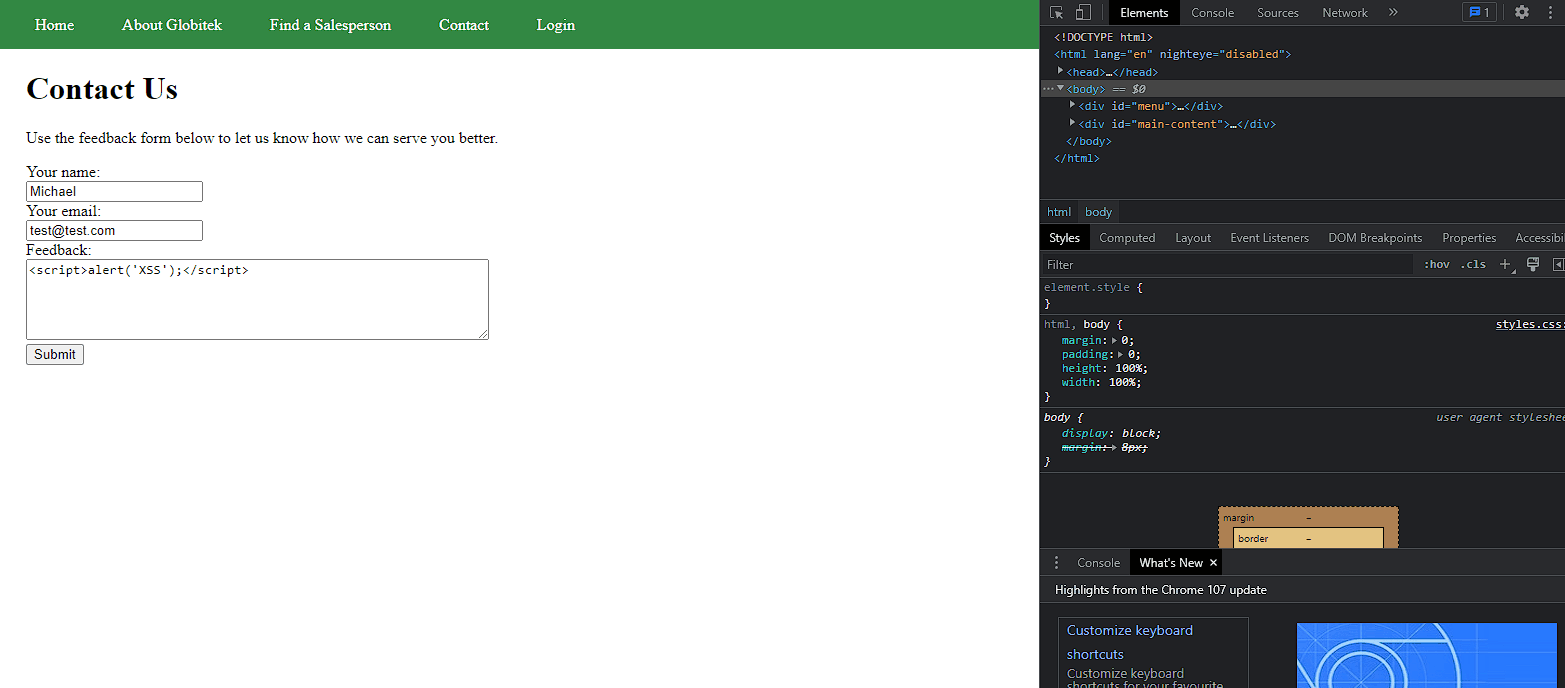 Home About Globitek Find a Salesperson Contact Login
Contact Us
Use the feedback form below to let us know how we can serve you better.
Your name:
Michael
Your email:
test@test.com
Feedback:
<script>alert('XSS');</script>
Submit
Elements Console Sources Network » 1
<!DOCTYPE html>
<html lang="en" nighteye="disabled">
<head>…</head>
<body> == $0
<div id="menu">…</div>
<div id="main-content">…</div>
</body>
</html>
html body
Styles Computed Layout Event Listeners DOM Breakpoints Properties Accessibi
Filter :hov .cls +
element.style {
}
html, body { styles.css:
margin: 0;
padding: 0;
height: 100%;
width: 100%;
}
body { user agent styleshee
display: block;
margin: 8px;
}
margin –
border –
Console What's New ×
Highlights from the Chrome 107 update
Customize keyboard
shortcuts
Customize keyboard
shortcuts for your favourite